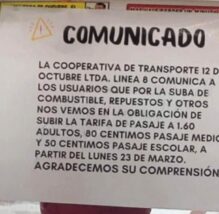 COMUNICADO
LA COOPERATIVA DE TRANSPORTE 12 DE
OCTUBRE LTDA. LINEA 8 COMUNICA A
LOS USUARIOS QUE POR LA SUBA DE
COMBUSTIBLE, REPUESTOS Y OTROS
NOS VEMOS EN LA OBLIGACIÓN DE
SUBIR LA TARIFA DE PASAJE A 1.60
ADULTOS, 80 CENTIMOS PASAJE MEDIO
Y 50 CENTIMOS PASAJE ESCOLAR, A
PARTIR DEL LUNES 23 DE MARZO.
AGRADECEMOS SU COMPRENSIÓN